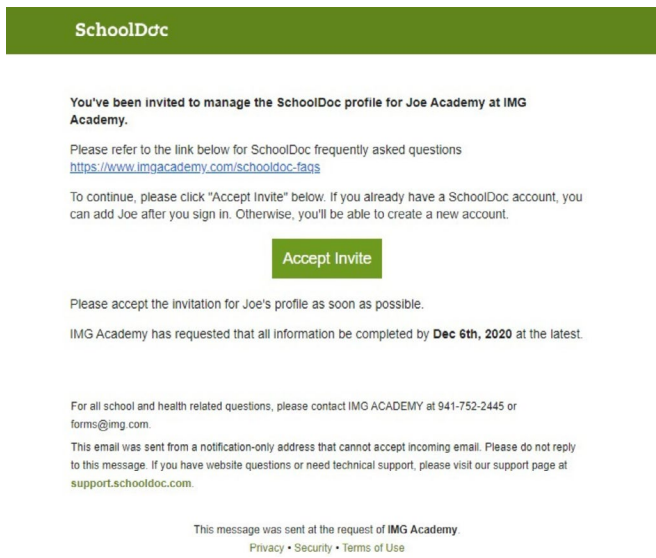 SchoolDoc
You've been invited to manage the SchoolDoc profile for Joe Academy at IMG
Academy.
Please refer to the link below for SchoolDoc frequently asked questions
https://www.imgacademy.com/schooldoc-faqs
To continue, please click "Accept Invite" below. If you already have a SchoolDoc account, you
can add Joe after you sign in. Otherwise, you'll be able to create a new account.
Accept Invite
Please accept the invitation for Joe's profile as soon as possible.
IMG Academy has requested that all information be completed by Dec 6th, 2020 at the latest.
For all school and health related questions, please contact IMG ACADEMY at 941-752-2445 or
forms@img.com.
This email was sent from a notification-only address that cannot accept incoming email. Please do not reply
to this message. If you have website questions or need technical support, please visit our support page at
support.schooldoc.com.
This message was sent at the request of IMG Academy.
Privacy • Security • Terms of Use